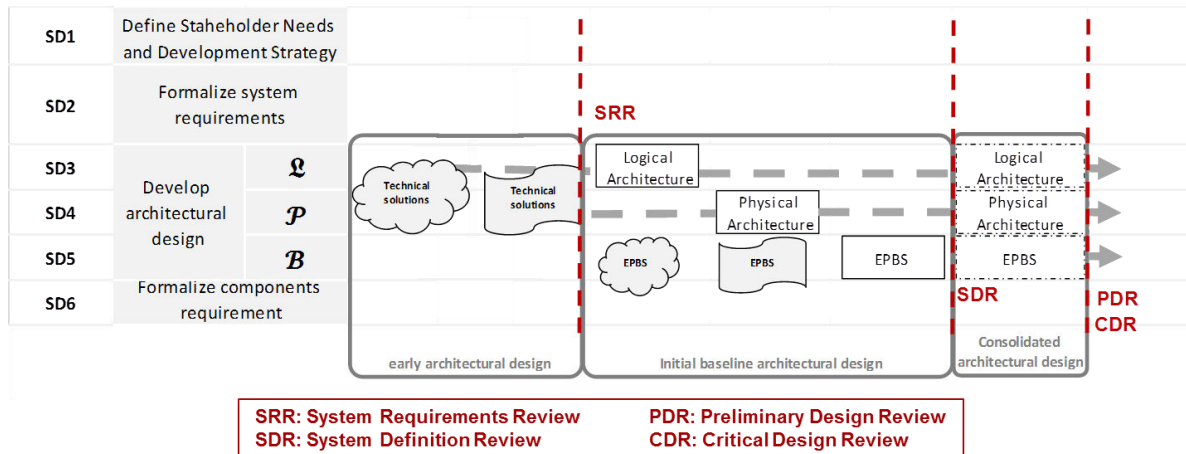 SD1
Define Staheholder Needs
and Development Strategy
SD2
Formalize system
requirements
SRR
SD3
SD4
SD5
Develop
architectural
design
𝕷
𝓟
𝓑
Technical
solutions
Technical
solutions
Logical
Architecture
Logical
Architecture
Physical
Architecture
Physical
Architecture
EPBS
EPBS
EPBS
EPBS
SD6
Formalize components
requirement
SDR
PDR
CDR
early architectural design
Initial baseline architectural design
Consolidated
architectural design
SRR: System Requirements Review
PDR: Preliminary Design Review
SDR: System Definition Review
CDR: Critical Design Review